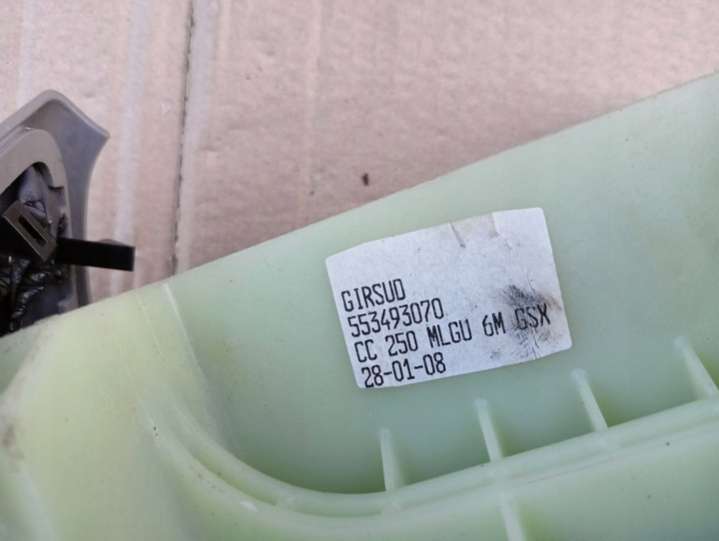 GIRSUD
553493070
CC 250 MLGU 6M GSX
28-01-08